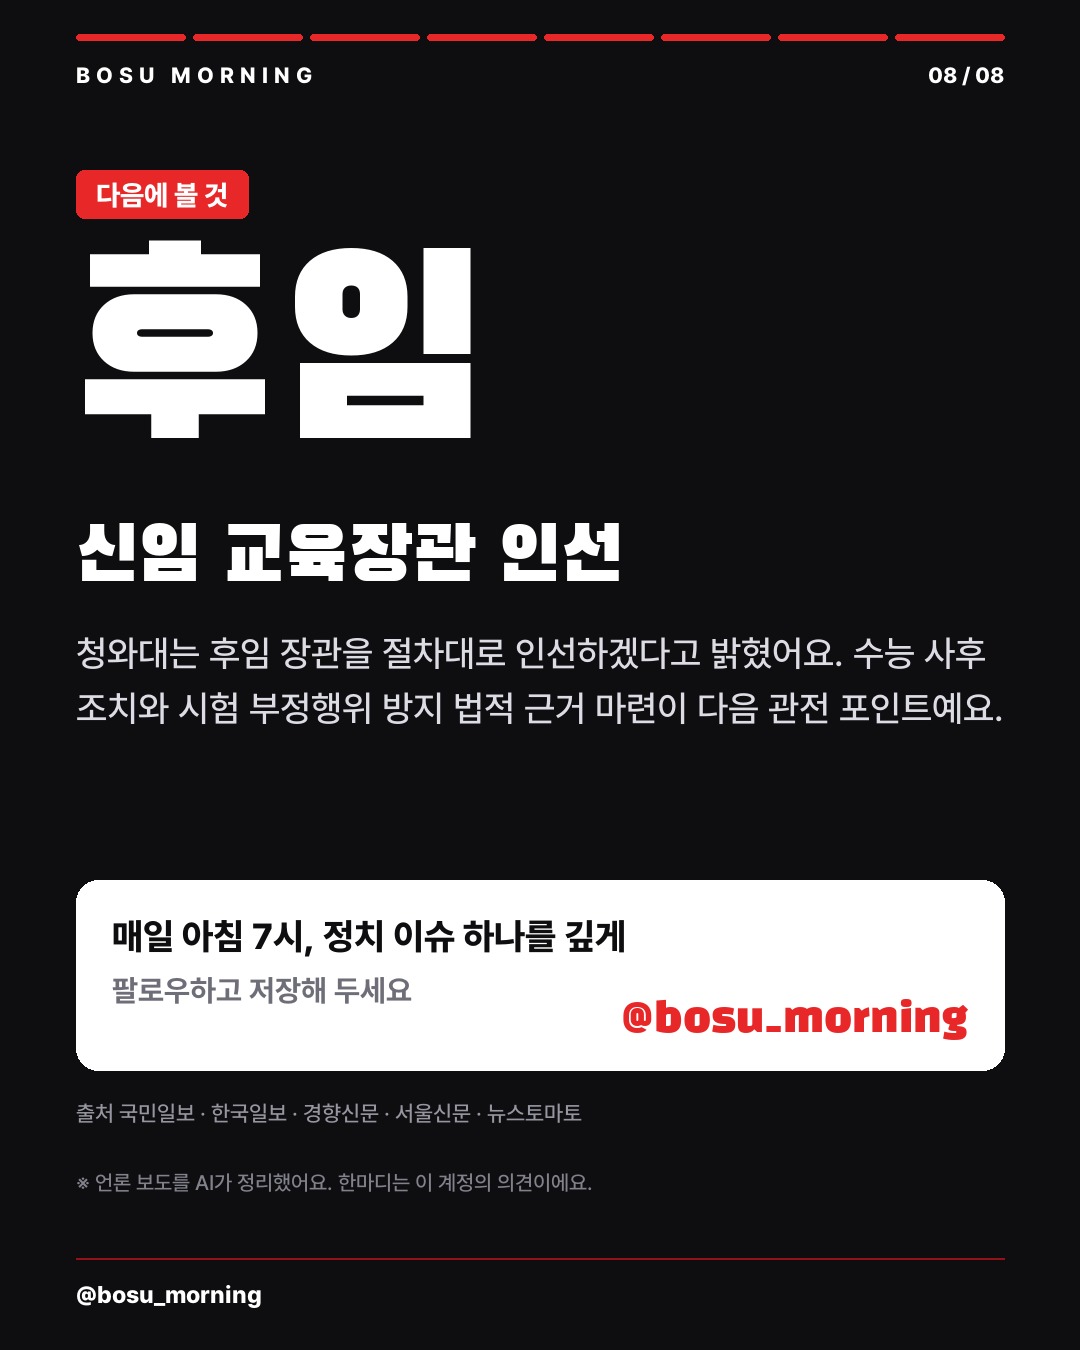 BOSU MORNING
08 / 08
다음에 볼 것
후임
신임 교육장관 인선
청와대는 후임 장관을 절차대로 인선하겠다고 밝혔어요. 수능 사후
조치와 시험 부정행위 방지 법적 근거 마련이 다음 관전 포인트예요.
매일 아침 7시, 정치 이슈 하나를 깊게
팔로우하고 저장해 두세요
@bosu_morning
출처 국민일보 · 한국일보 · 경향신문 · 서울신문 · 뉴스토마토
※ 언론 보도를 AI가 정리했어요. 한마디는 이 계정의 의견이에요.
@bosu_morning